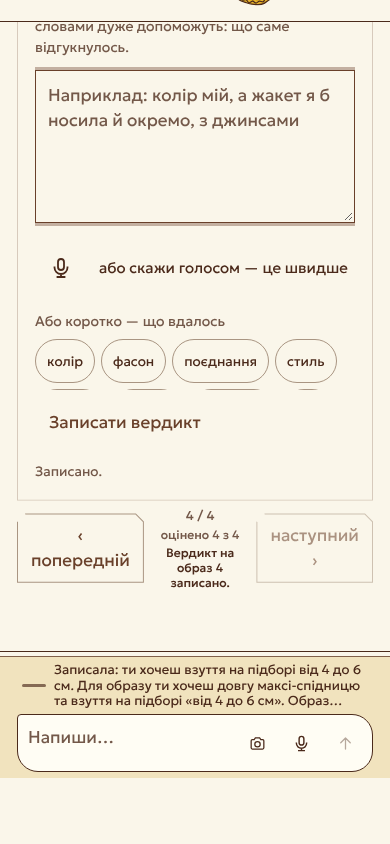 словами дуже допоможуть: що саме
відгукнулось.
Наприклад: колір мій, а жакет я б
носила й окремо, з джинсами
або скажи голосом — це швидше
Або коротко — що вдалось
колір
фасон
поєднання
стиль
Записати вердикт
Записано.
‹
попередній
4 / 4
оцінено 4 з 4
Вердикт на
образ 4
записано.
наступний
›
Записала: ти хочеш взуття на підборі від 4 до 6
см. Для образу ти хочеш довгу максі-спідницю
та взуття на підборі «від 4 до 6 см». Образ…
Напиши…